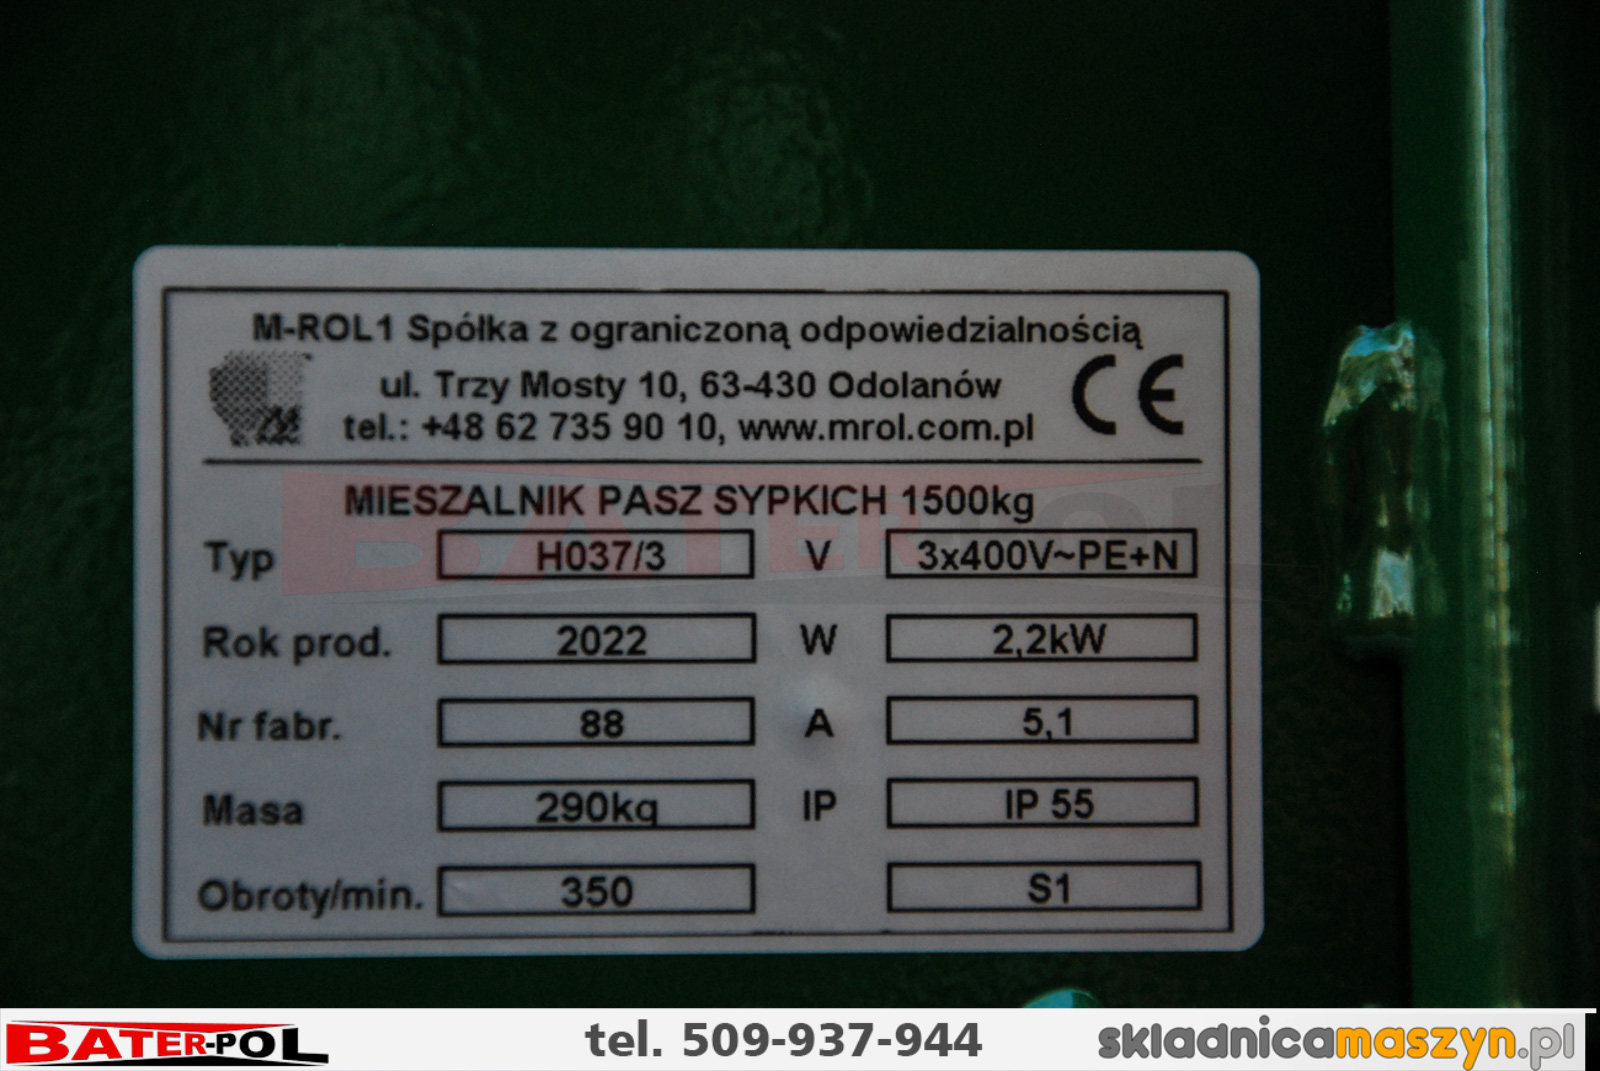 M-ROL1 Spółka z ograniczoną odpowiedzialnością
ul. Trzy Mosty 10, 63-430 Odolanów
tel.: +48 62 735 90 10, www.mrol.com.pl
CE
MIESZALNIK PASZ SYPKICH 1500kg
Typ H037/3 V 3x400V~PE+N
Rok prod. 2022 W 2,2kW
Nr fabr. 88 A 5,1
Masa 290kg IP IP 55
Obroty/min. 350 S1
BATER-POL
BATER-POL tel. 509-937-944 skladnicamaszyn.pl